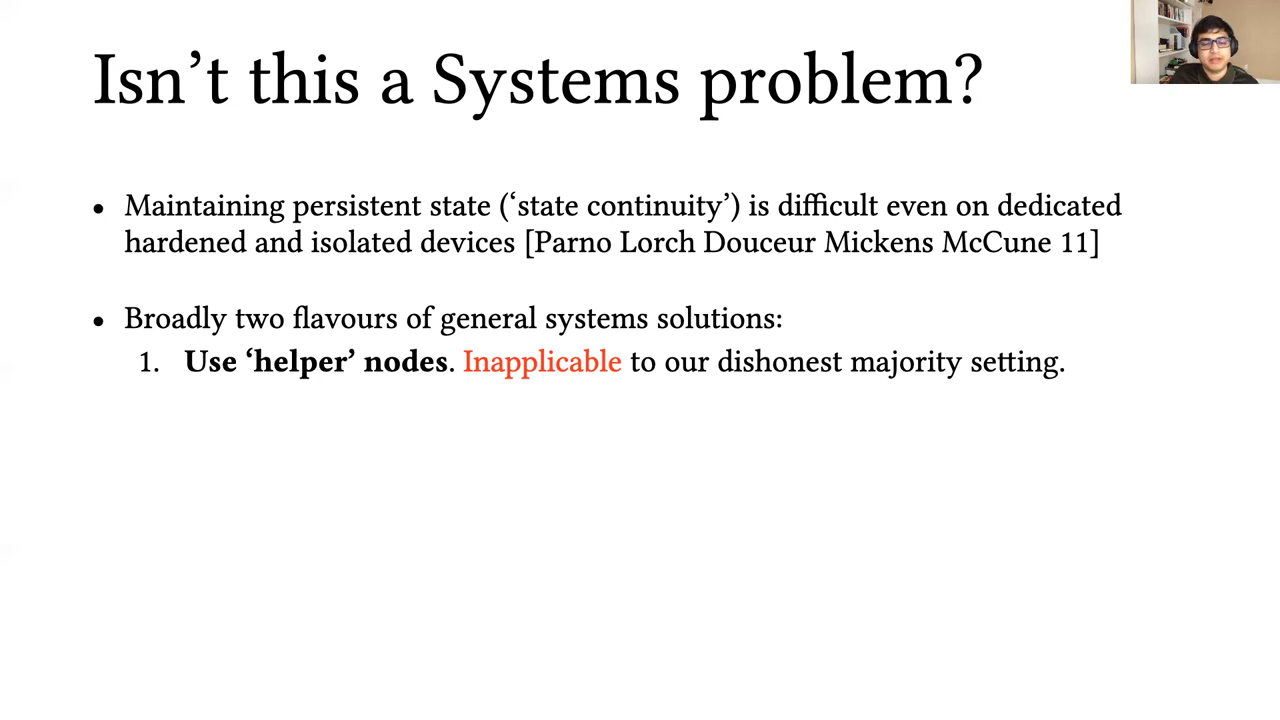 Isn’t this a Systems problem?
• Maintaining persistent state (‘state continuity’) is difficult even on dedicated
hardened and isolated devices [Parno Lorch Douceur Mickens McCune 11]
• Broadly two flavours of general systems solutions:
1. Use ‘helper’ nodes. Inapplicable to our dishonest majority setting.